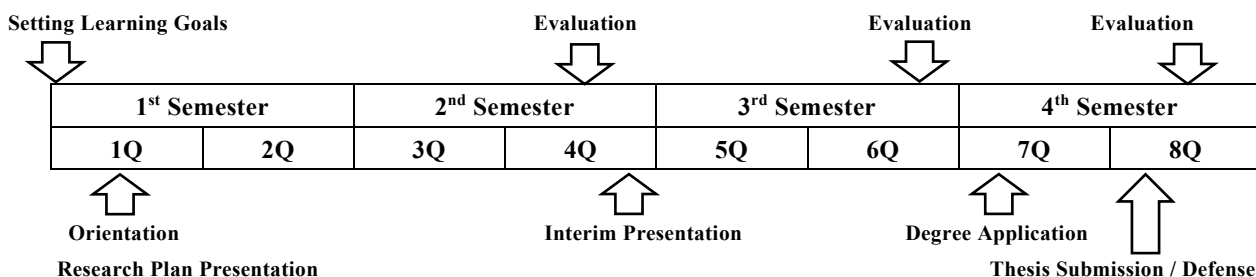 Setting Learning Goals Evaluation Evaluation Evaluation
1st Semester 2nd Semester 3rd Semester 4th Semester
1Q 2Q 3Q 4Q 5Q 6Q 7Q 8Q
Orientation Interim Presentation Degree Application
Research Plan Presentation Thesis Submission / Defense